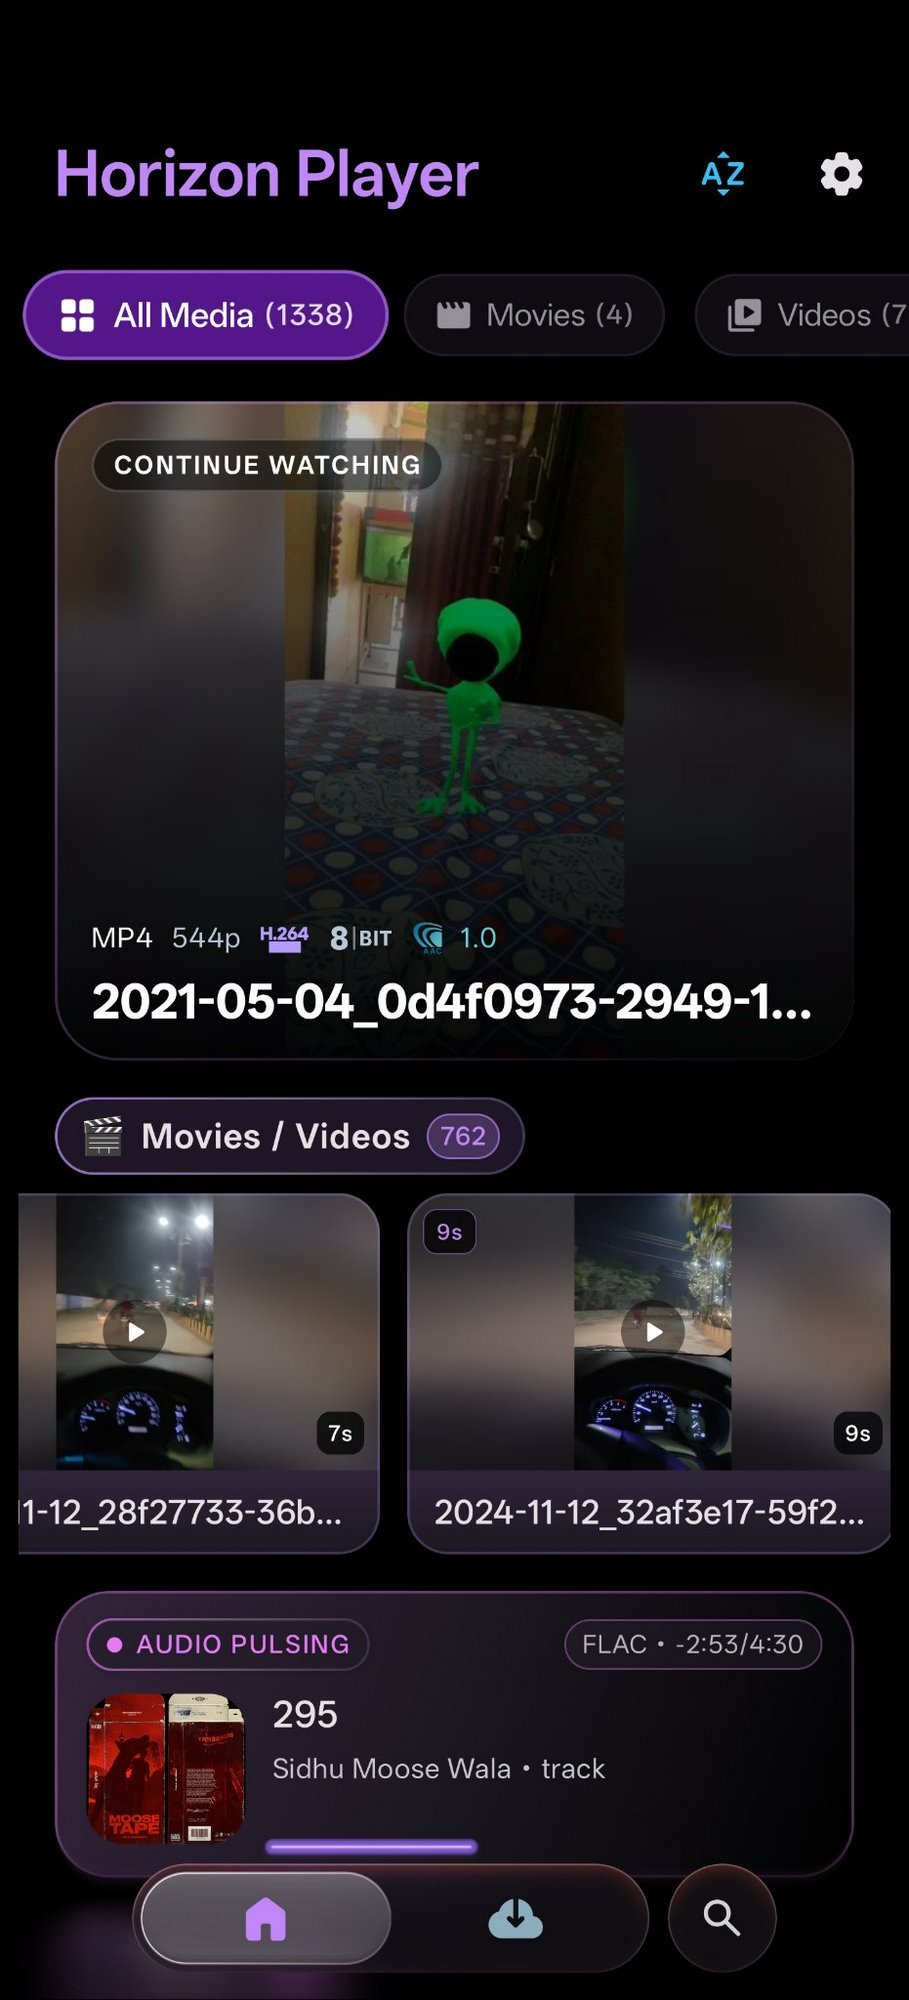 Horizon Player
AZ
All Media (1338)
Movies (4)
Videos (7
CONTINUE WATCHING
MP4 544p H.264 8|BIT AAC 1.0
2021-05-04_0d4f0973-2949-1...
Movies / Videos 762
9s
7s
9s
11-12_28f27733-36b...
2024-11-12_32af3e17-59f2...
AUDIO PULSING
FLAC • -2:53/4:30
295
Sidhu Moose Wala • track
MOOSE
TAPE